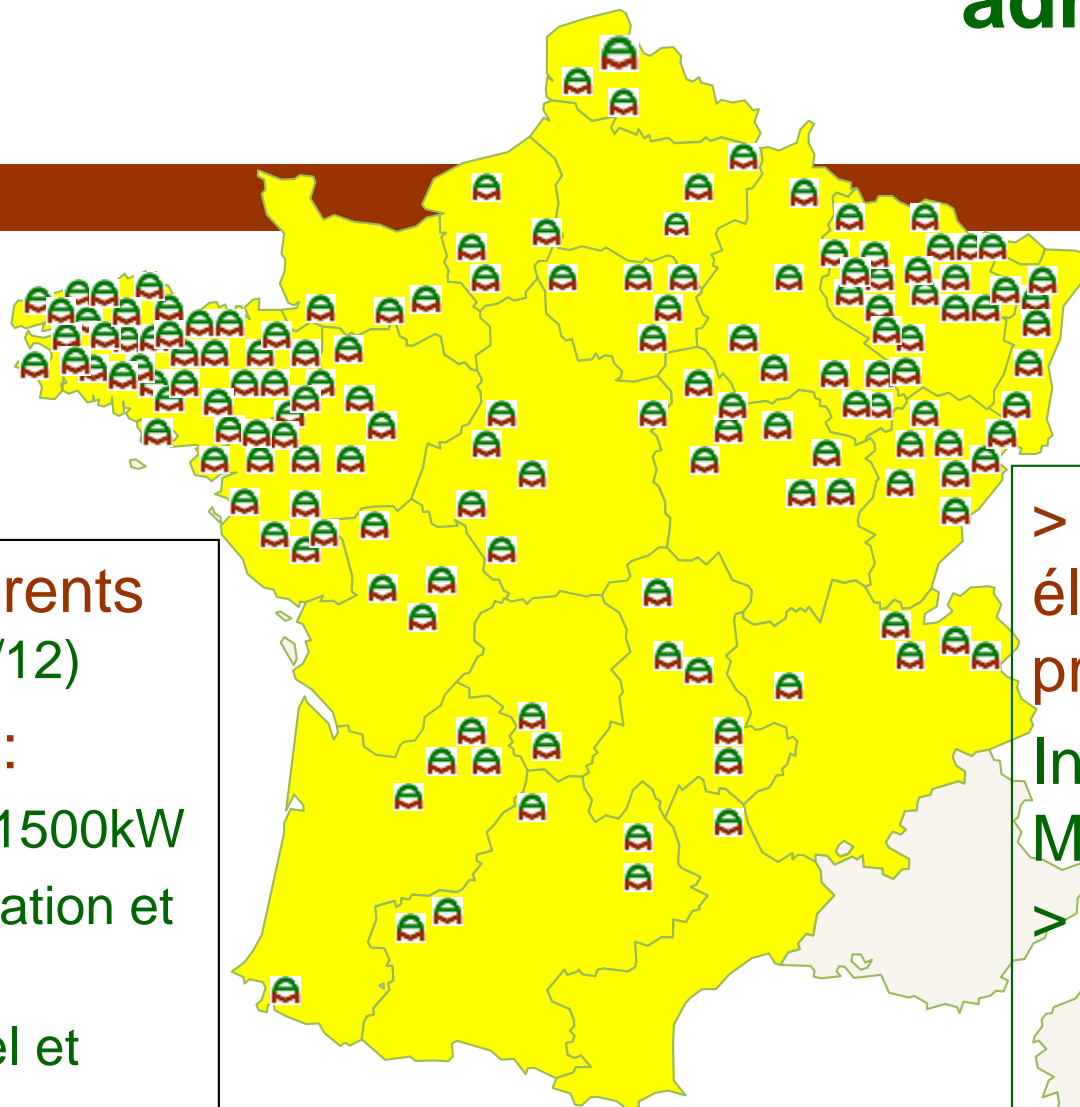 adh
rents
/12)
:
1500kW
ation et
el et
>
él
pr
In
M
>